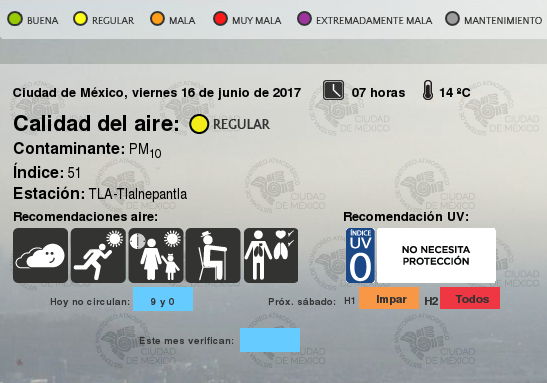 BUENA REGULAR MALA MUY MALA EXTREMADAMENTE MALA MANTENIMIENTO
Ciudad de México, viernes 16 de junio de 2017 07 horas 14 ºC
Calidad del aire: REGULAR
Contaminante: PM10
Índice: 51
Estación: TLA-Tlalnepantla
Recomendaciones aire: Recomendación UV:
ÍNDICE
UV
0
NO NECESITA
PROTECCIÓN
Hoy no circulan: 9 y 0 Próx. sábado: H1 Impar H2 Todos
Este mes verifican: